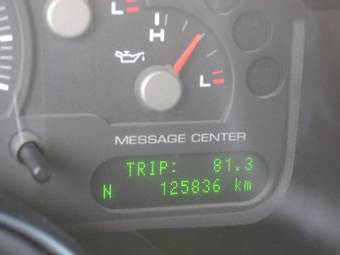 L
H
L
MESSAGE CENTER
TRIP: 81.3
N 125836 km